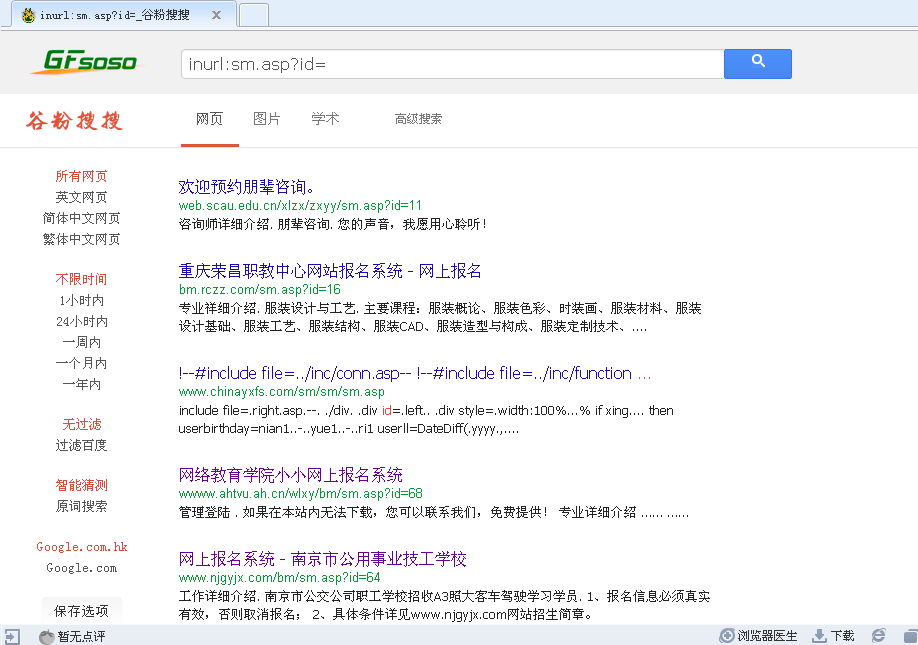 inurl:sm.asp?id=_谷粉搜搜
GFsoso
inurl:sm.asp?id=
谷粉搜搜
网页 图片 学术 高级搜索
所有网页
英文网页
简体中文网页
繁体中文网页
不限时间
1小时内
24小时内
一周内
一个月内
一年内
无过滤
过滤百度
智能猜测
原词搜索
Google.com.hk
Google.com
保存选项
欢迎预约朋辈咨询。
web.scau.edu.cn/xlzx/zxyy/sm.asp?id=11
咨询师详细介绍. 朋辈咨询. 您的声音，我愿用心聆听！
重庆荣昌职教中心网站报名系统 - 网上报名
bm.rczz.com/sm.asp?id=16
专业祥细介绍. 服装设计与工艺. 主要课程：服装概论、服装色彩、时装画、服装材料、服装
设计基础、服装工艺、服装结构、服装CAD、服装造型与构成、服装定制技术、....
!--#include file=../inc/conn.asp-- !--#include file=../inc/function ...
www.chinayxfs.com/sm/sm/sm.asp
include file=.right.asp.--. ./div. .div id=.left.. .div style=.width:100%...% if xing.... then
userbirthday=nian1..-..yue1..-..ri1 userll=DateDiff(.yyyy.,....
网络教育学院小小网上报名系统
wwww.ahtvu.ah.cn/wlxy/bm/sm.asp?id=68
管理登陆 . 如果在本站内无法下载，您可以联系我们，免费提供！ 专业详细介绍 ...... ......
网上报名系统 - 南京市公用事业技工学校
www.njgyjx.com/bm/sm.asp?id=64
工作详细介绍. 南京市公交公司职工学校招收A3照大客车驾驶学习学员. 1、报名信息必须真实
有效，否则取消报名； 2、具体条件详见www.njgyjx.com网站招生简章。
暂无点评 浏览器医生 下载